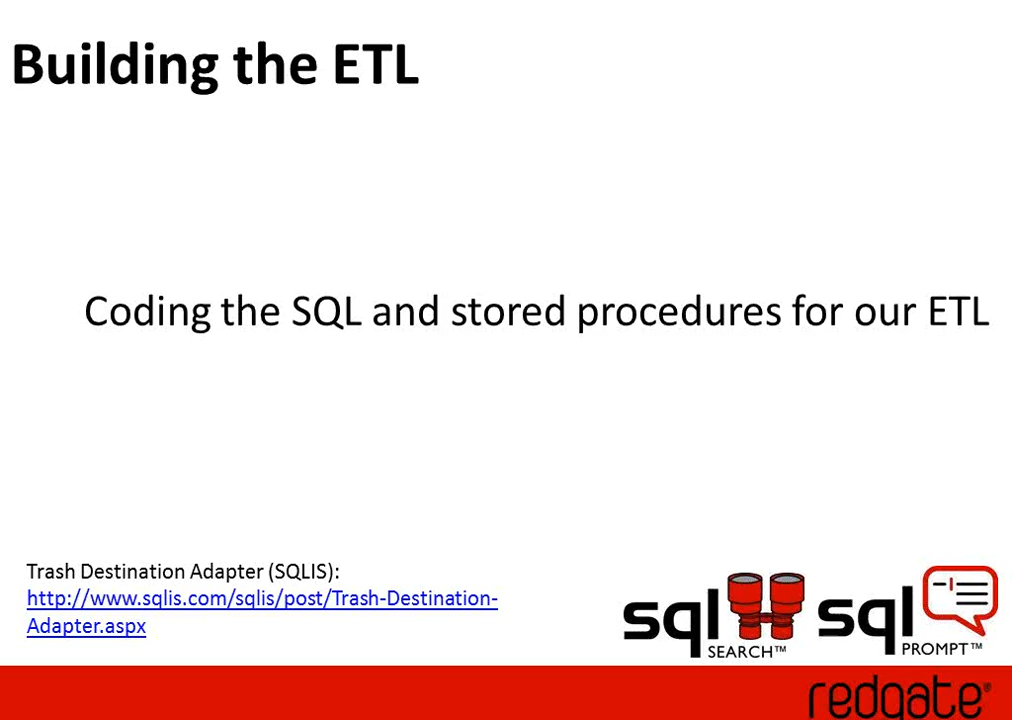 Building the ETL
Coding the SQL and stored procedures for our ETL
Trash Destination Adapter (SQLIS):
http://www.sqlis.com/sqlis/post/Trash-Destination-
Adapter.aspx
sql
SEARCH™
sql
PROMPT™
redgate®